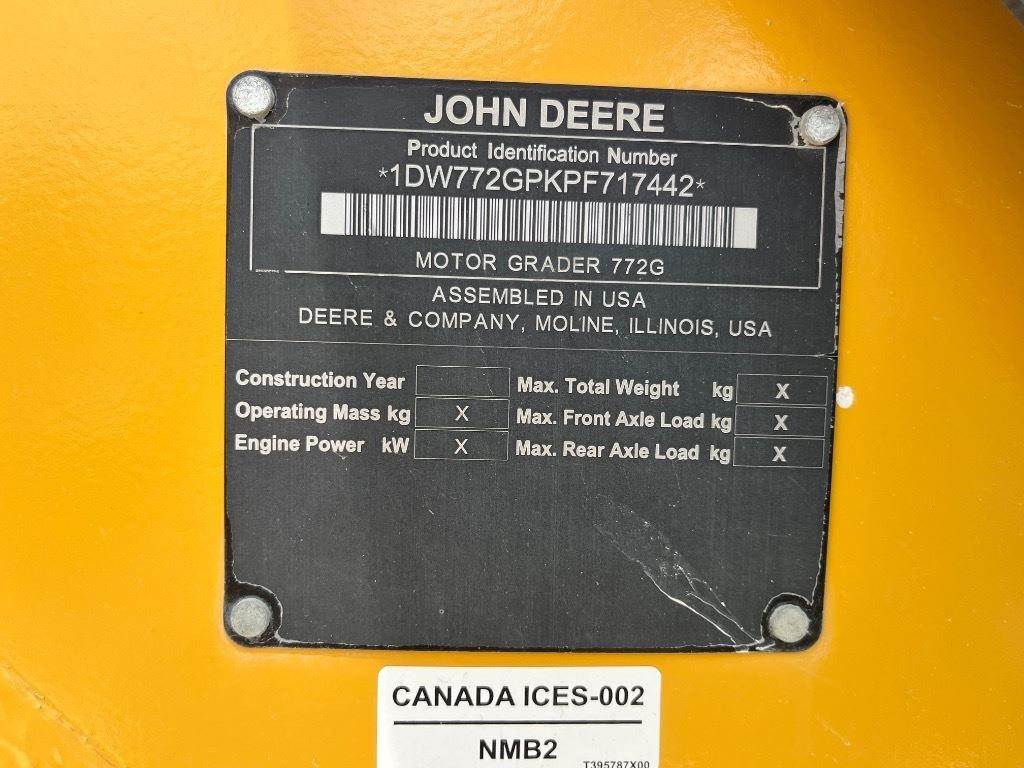 JOHN DEERE
Product Identification Number
*1DW772GPKPF717442*
MOTOR GRADER 772G
ASSEMBLED IN USA
DEERE & COMPANY, MOLINE, ILLINOIS, USA
Construction Year
Max. Total Weight kg X
Operating Mass kg X
Max. Front Axle Load kg X
Engine Power kW X
Max. Rear Axle Load kg X
CANADA ICES-002
NMB2
T395787X00